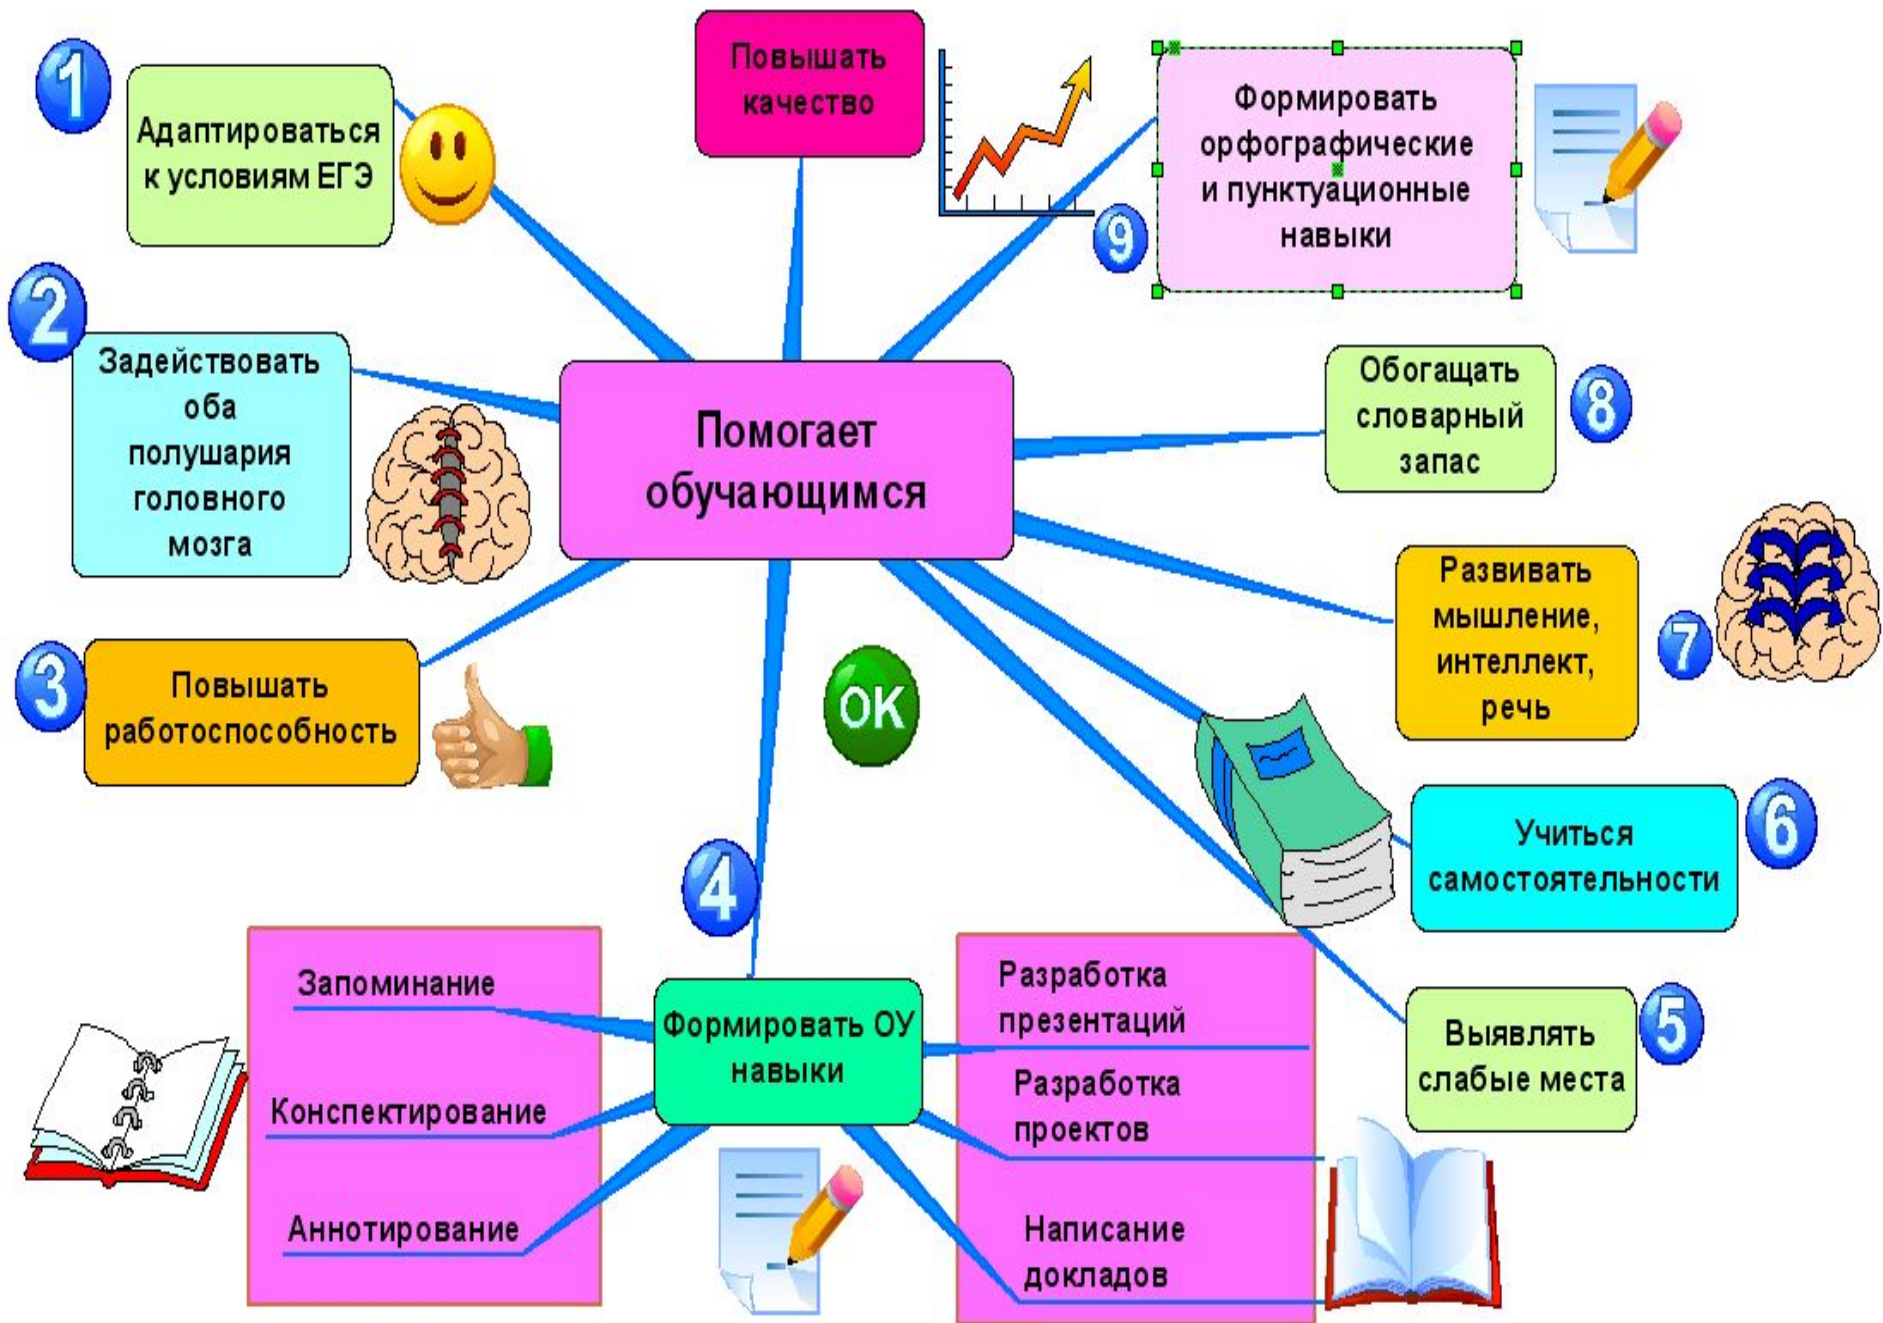 1
Адаптироваться
к условиям ЕГЭ
Повышать
качество
9
Формировать
орфографические
и пунктуационные
навыки
2
Задействовать
оба
полушария
головного
мозга
Помогает
обучающимся
Обогащать
словарный
запас
8
3
Повышать
работоспособность
OK
Развивать
мышление,
интеллект,
речь
7
4
Учиться
самостоятельности
6
Формировать ОУ
навыки
Запоминание
Конспектирование
Аннотирование
Разработка
презентаций
Разработка
проектов
Написание
докладов
Выявлять
слабые места
5